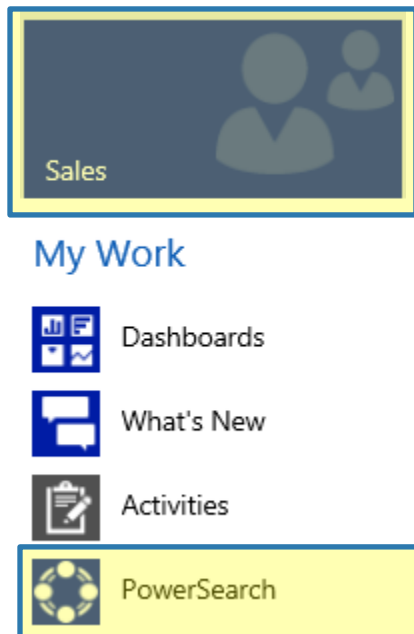 Sales
My Work
Dashboards
What's New
Activities
PowerSearch